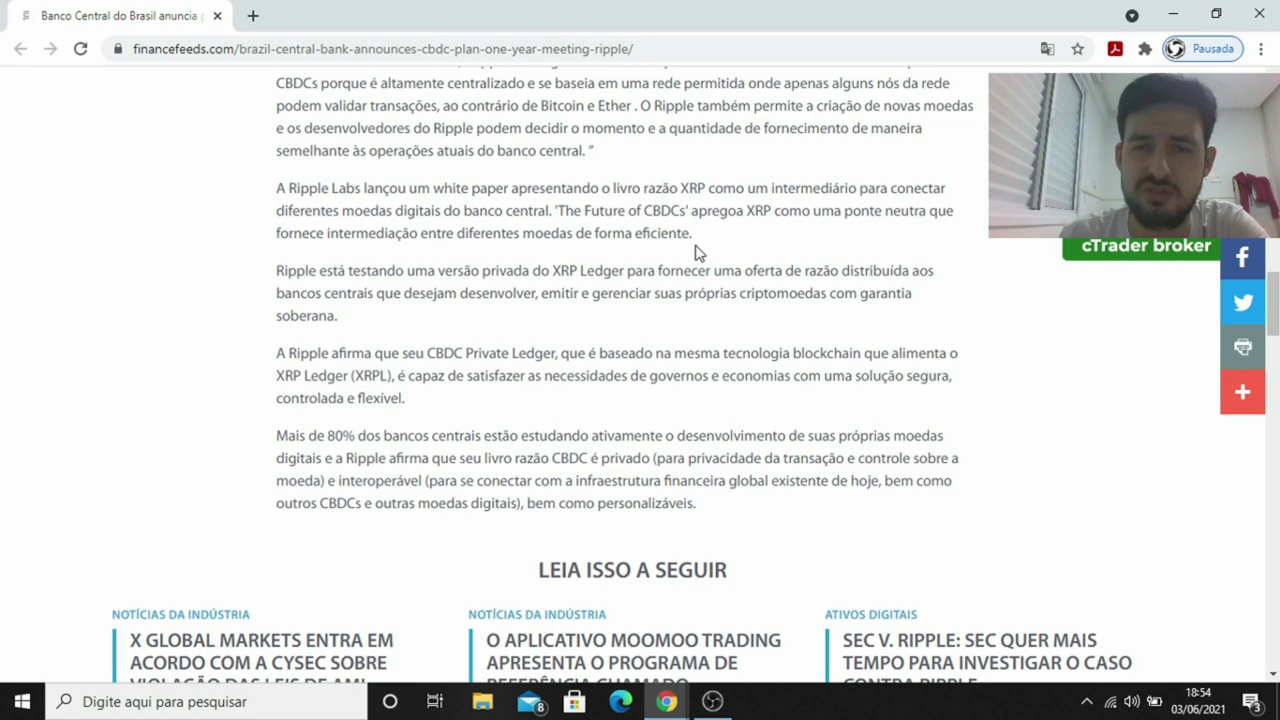 Banco Central do Brasil anuncia
financefeeds.com/brazil-central-bank-announces-cbdc-plan-one-year-meeting-ripple/
Pausada
CBDCs porque é altamente centralizado e se baseia em uma rede permitida onde apenas alguns nós da rede
podem validar transações, ao contrário de Bitcoin e Ether . O Ripple também permite a criação de novas moedas
e os desenvolvedores do Ripple podem decidir o momento e a quantidade de fornecimento de maneira
semelhante às operações atuais do banco central. ”
A Ripple Labs lançou um white paper apresentando o livro razão XRP como um intermediário para conectar
diferentes moedas digitais do banco central. 'The Future of CBDCs' apregoa XRP como uma ponte neutra que
fornece intermediação entre diferentes moedas de forma eficiente.
cTrader broker
Ripple está testando uma versão privada do XRP Ledger para fornecer uma oferta de razão distribuída aos
bancos centrais que desejam desenvolver, emitir e gerenciar suas próprias criptomoedas com garantia
soberana.
A Ripple afirma que seu CBDC Private Ledger, que é baseado na mesma tecnologia blockchain que alimenta o
XRP Ledger (XRPL), é capaz de satisfazer as necessidades de governos e economias com uma solução segura,
controlada e flexível.
Mais de 80% dos bancos centrais estão estudando ativamente o desenvolvimento de suas próprias moedas
digitais e a Ripple afirma que seu livro razão CBDC é privado (para privacidade da transação e controle sobre a
moeda) e interoperável (para se conectar com a infraestrutura financeira global existente de hoje, bem como
outros CBDCs e outras moedas digitais), bem como personalizáveis.
LEIA ISSO A SEGUIR
NOTÍCIAS DA INDÚSTRIA
X GLOBAL MARKETS ENTRA EM
ACORDO COM A CYSEC SOBRE
VIOLAÇÃO DAS LEIS DE AML
NOTÍCIAS DA INDÚSTRIA
O APLICATIVO MOOMOO TRADING
APRESENTA O PROGRAMA DE
REFERÊNCIA CHAMADO
ATIVOS DIGITAIS
SEC V. RIPPLE: SEC QUER MAIS
TEMPO PARA INVESTIGAR O CASO
CONTRA RIPPLE
Digite aqui para pesquisar
8
18:54
03/06/2021
3